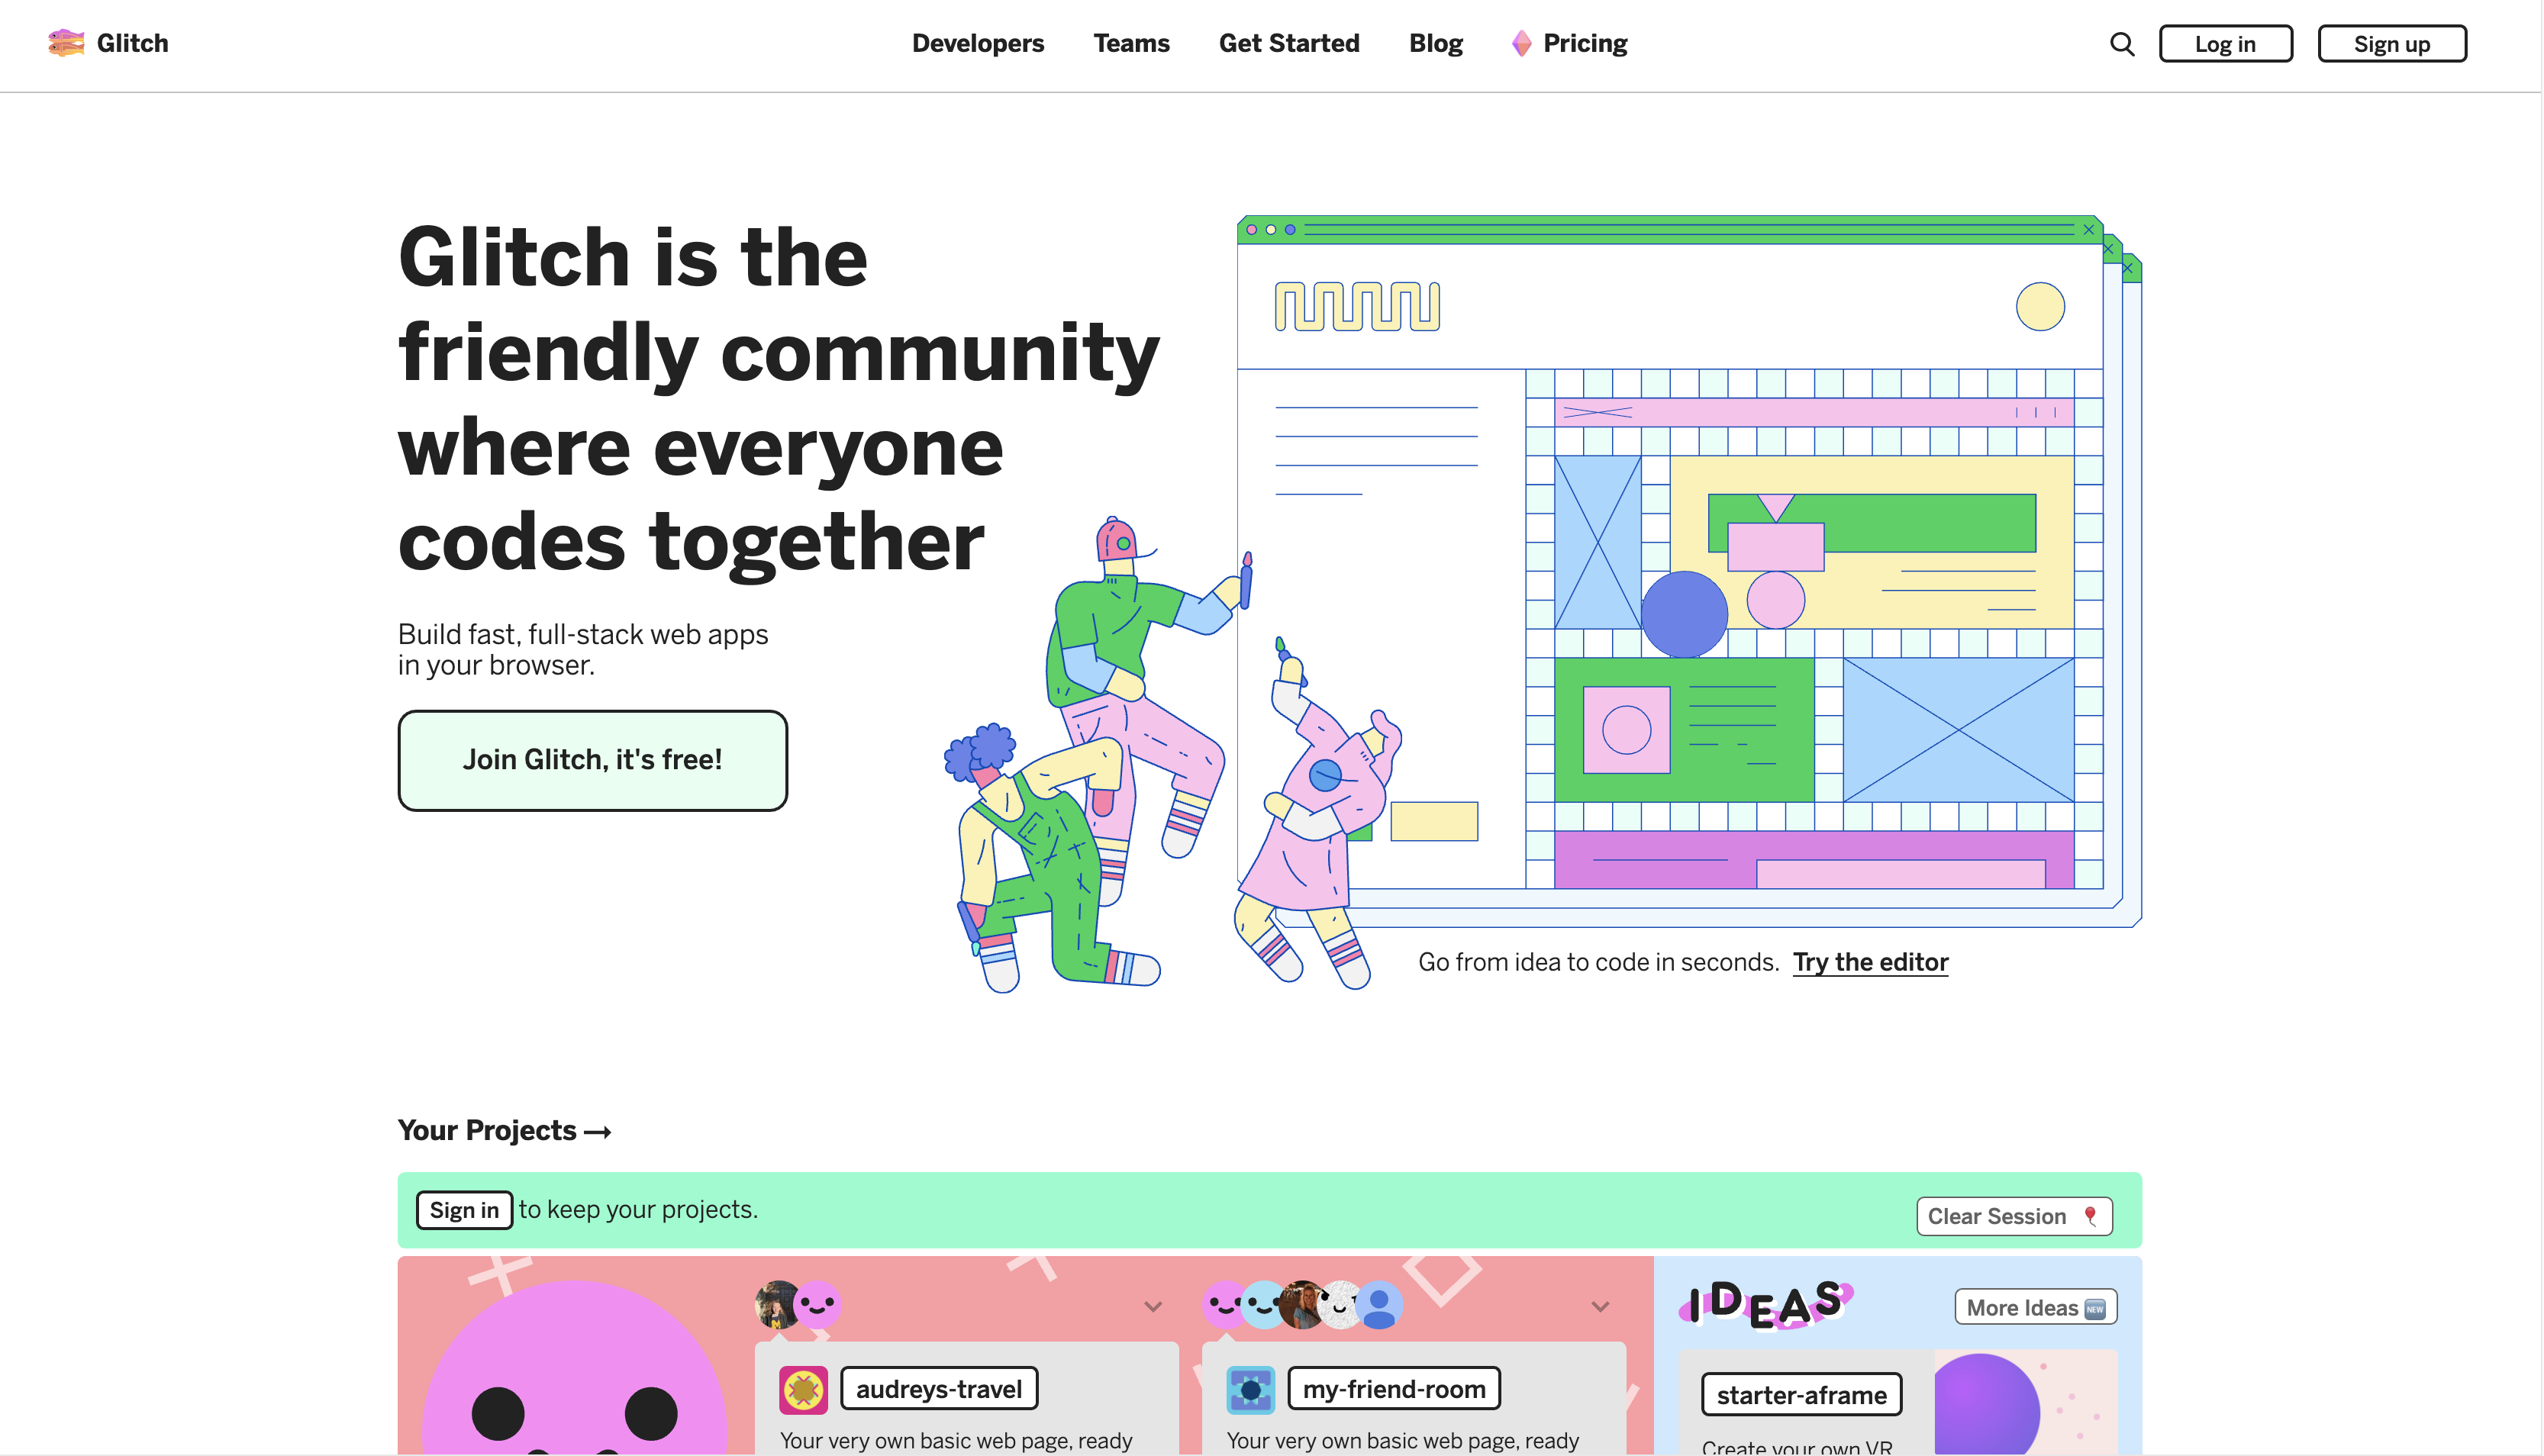 Glitch
Developers Teams Get Started Blog Pricing
Log in Sign up
Glitch is the
friendly community
where everyone
codes together
Build fast, full-stack web apps
in your browser.
Join Glitch, it's free!
Go from idea to code in seconds. Try the editor
Your Projects →
Sign in to keep your projects.
Clear Session
IDEAS
More Ideas NEW
audreys-travel
my-friend-room
starter-aframe
Your very own basic web page, ready
Your very own basic web page, ready
Create your own VR